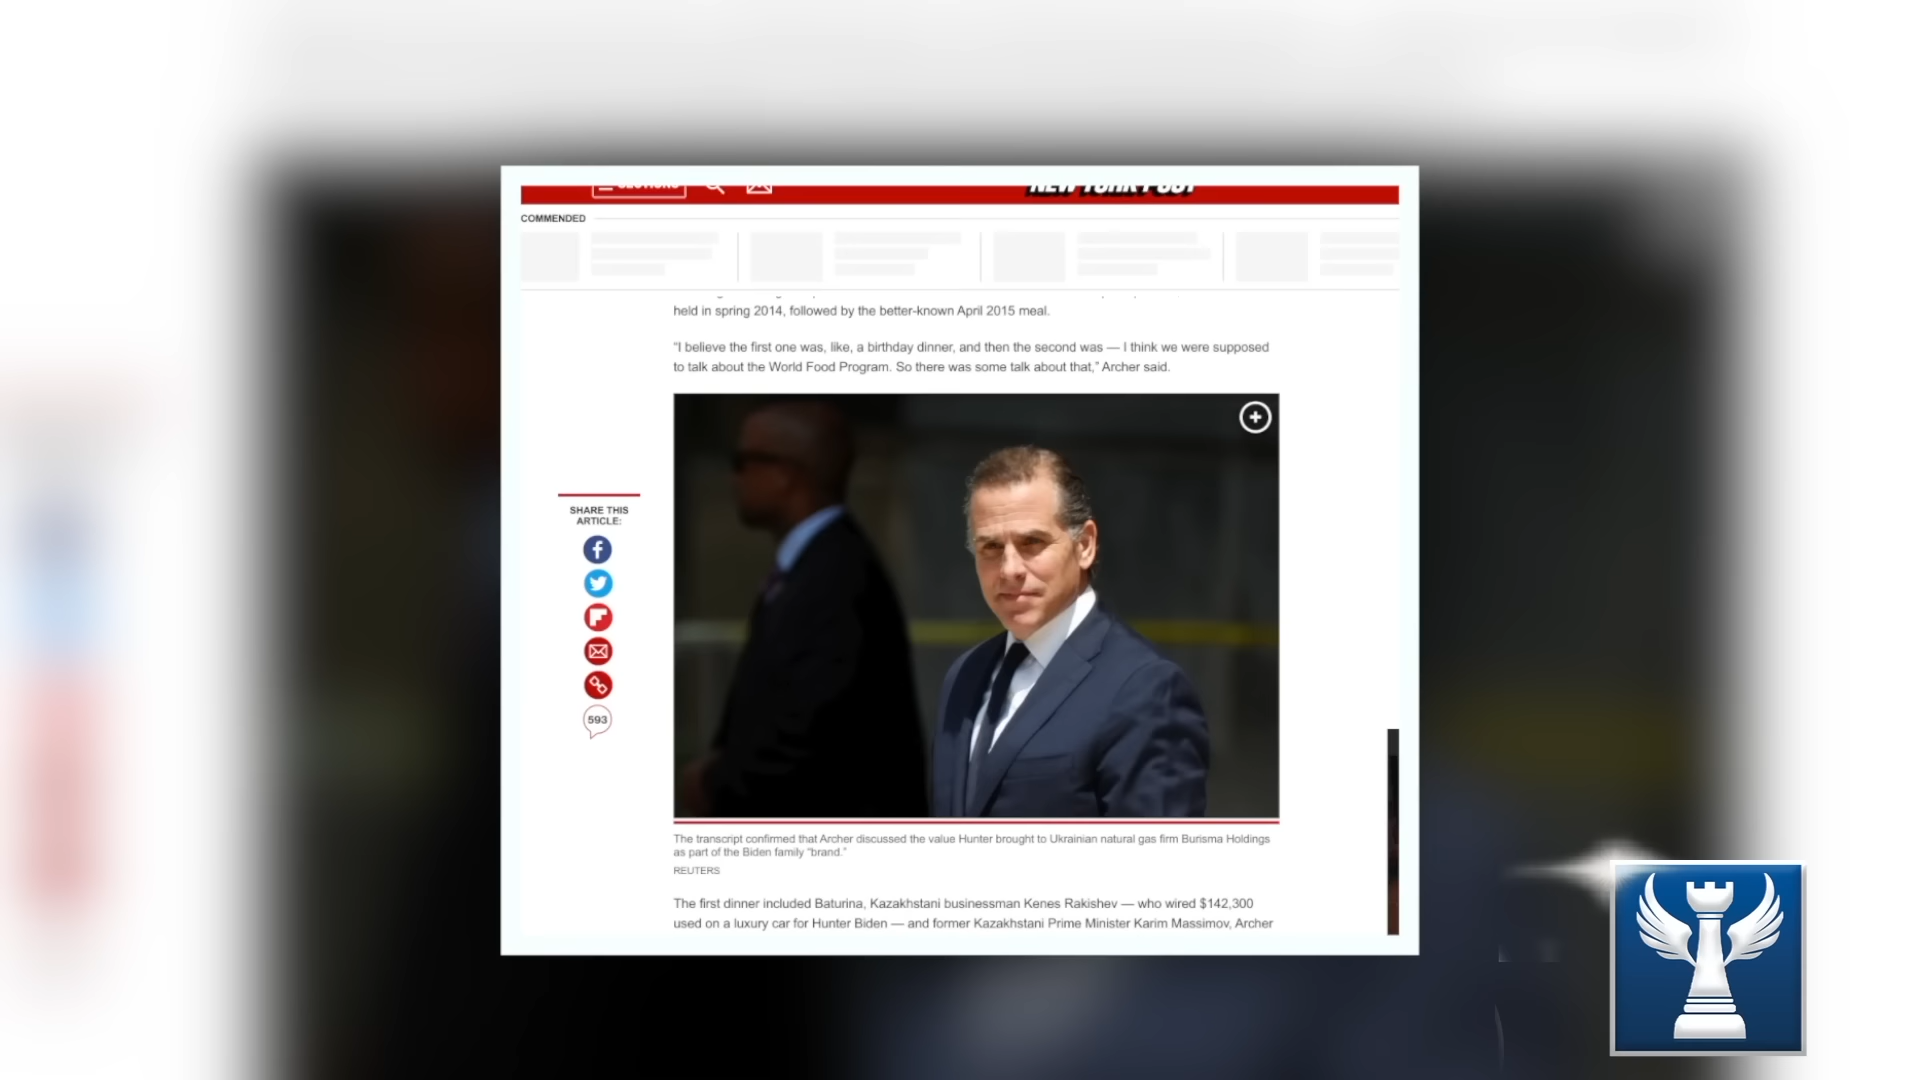 SECTIONS
NEW YORK POST
COMMENDED
held in spring 2014, followed by the better-known April 2015 meal.
“I believe the first one was, like, a birthday dinner, and then the second was — I think we were supposed
to talk about the World Food Program. So there was some talk about that,” Archer said.
SHARE THIS
ARTICLE:
593
The transcript confirmed that Archer discussed the value Hunter brought to Ukrainian natural gas firm Burisma Holdings
as part of the Biden family “brand.”
REUTERS
The first dinner included Baturina, Kazakhstani businessman Kenes Rakishev — who wired $142,300
used on a luxury car for Hunter Biden — and former Kazakhstani Prime Minister Karim Massimov, Archer